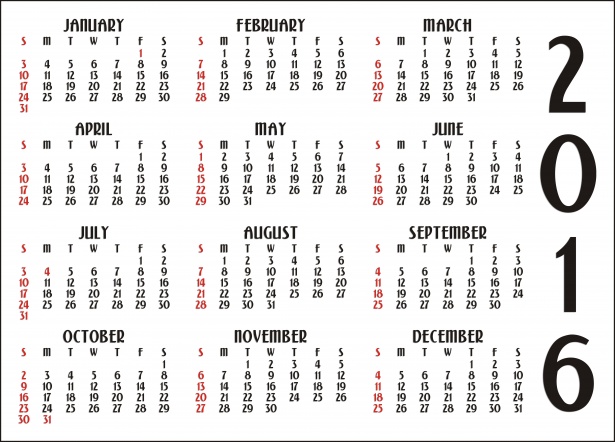 JANUARY
S M T W T F S
1 2
3 4 5 6 7 8 9
10 11 12 13 14 15 16
17 18 19 20 21 22 23
24 25 26 27 28 29 30
31
FEBRUARY
S M T W T F S
1 2 3 4 5 6
7 8 9 10 11 12 13
14 15 16 17 18 19 20
21 22 23 24 25 26 27
28 29
MARCH
S M T W T F S
1 2 3 4 5
6 7 8 9 10 11 12
13 14 15 16 17 18 19
20 21 22 23 24 25 26
27 28 29 30 31
APRIL
S M T W T F S
1 2
3 4 5 6 7 8 9
10 11 12 13 14 15 16
17 18 19 20 21 22 23
24 25 26 27 28 29 30
MAY
S M T W T F S
1 2 3 4 5 6 7
8 9 10 11 12 13 14
15 16 17 18 19 20 21
22 23 24 25 26 27 28
29 30 31
JUNE
S M T W T F S
1 2 3 4
5 6 7 8 9 10 11
12 13 14 15 16 17 18
19 20 21 22 23 24 25
26 27 28 29 30
JULY
S M T W T F S
1 2
3 4 5 6 7 8 9
10 11 12 13 14 15 16
17 18 19 20 21 22 23
24 25 26 27 28 29 30
31
AUGUST
S M T W T F S
1 2 3 4 5 6
7 8 9 10 11 12 13
14 15 16 17 18 19 20
21 22 23 24 25 26 27
28 29 30 31
SEPTEMBER
S M T W T F S
1 2 3
4 5 6 7 8 9 10
11 12 13 14 15 16 17
18 19 20 21 22 23 24
25 26 27 28 29 30
OCTOBER
S M T W T F S
1
2 3 4 5 6 7 8
9 10 11 12 13 14 15
16 17 18 19 20 21 22
23 24 25 26 27 28 29
30 31
NOVEMBER
S M T W T F S
1 2 3 4 5
6 7 8 9 10 11 12
13 14 15 16 17 18 19
20 21 22 23 24 25 26
27 28 29 30
DECEMBER
S M T W T F S
1 2 3
4 5 6 7 8 9 10
11 12 13 14 15 16 17
18 19 20 21 22 23 24
25 26 27 28 29 30 31
2
0
1
6